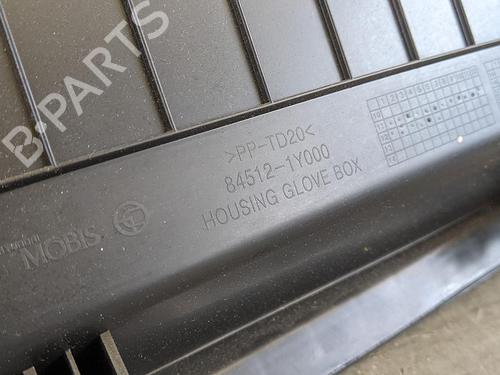 B-PARTS
>PP-TD20<
84512-1Y000
HOUSING GLOVE BOX
MOBIS